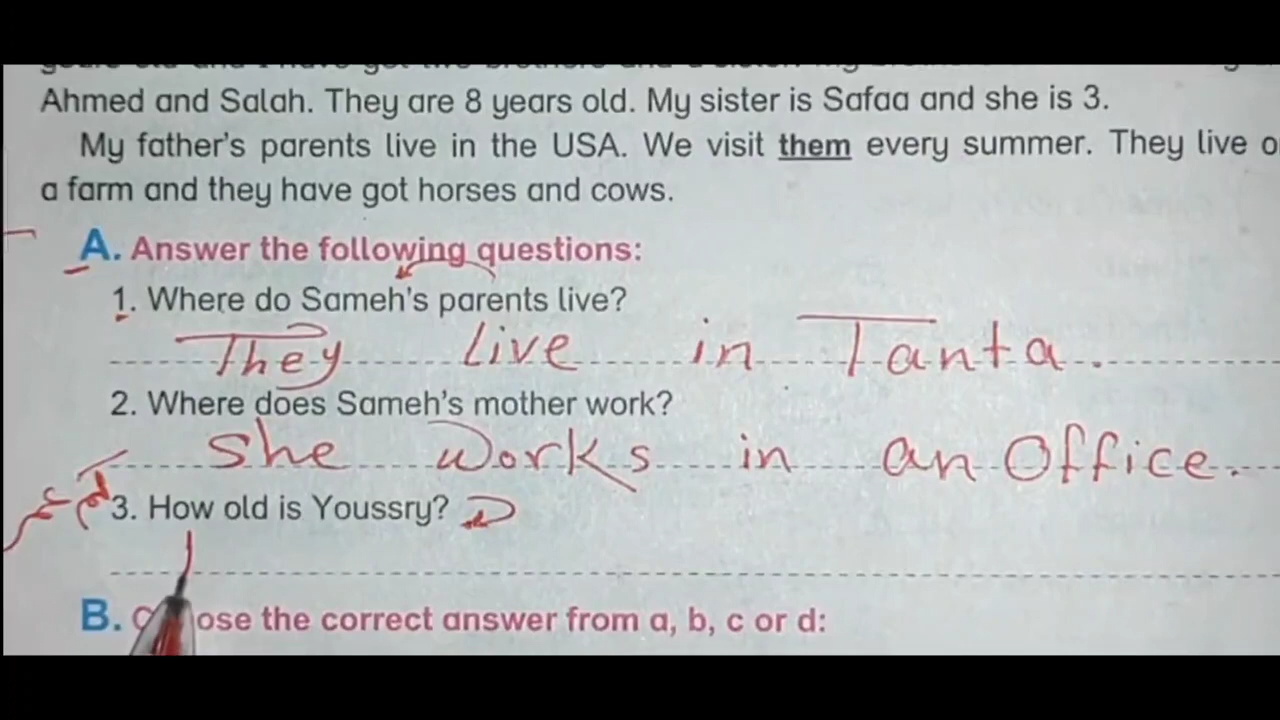 Ahmed and Salah. They are 8 years old. My sister is Safaa and she is 3.
My father's parents live in the USA. We visit them every summer. They live
a farm and they have got horses and cows.
A. Answer the following questions:
1. Where do Sameh's parents live?
They live in Tanta.
2. Where does Sameh's mother work?
She works in an office.
3. How old is Youssry?
B. the correct answer from a, b, c or d: